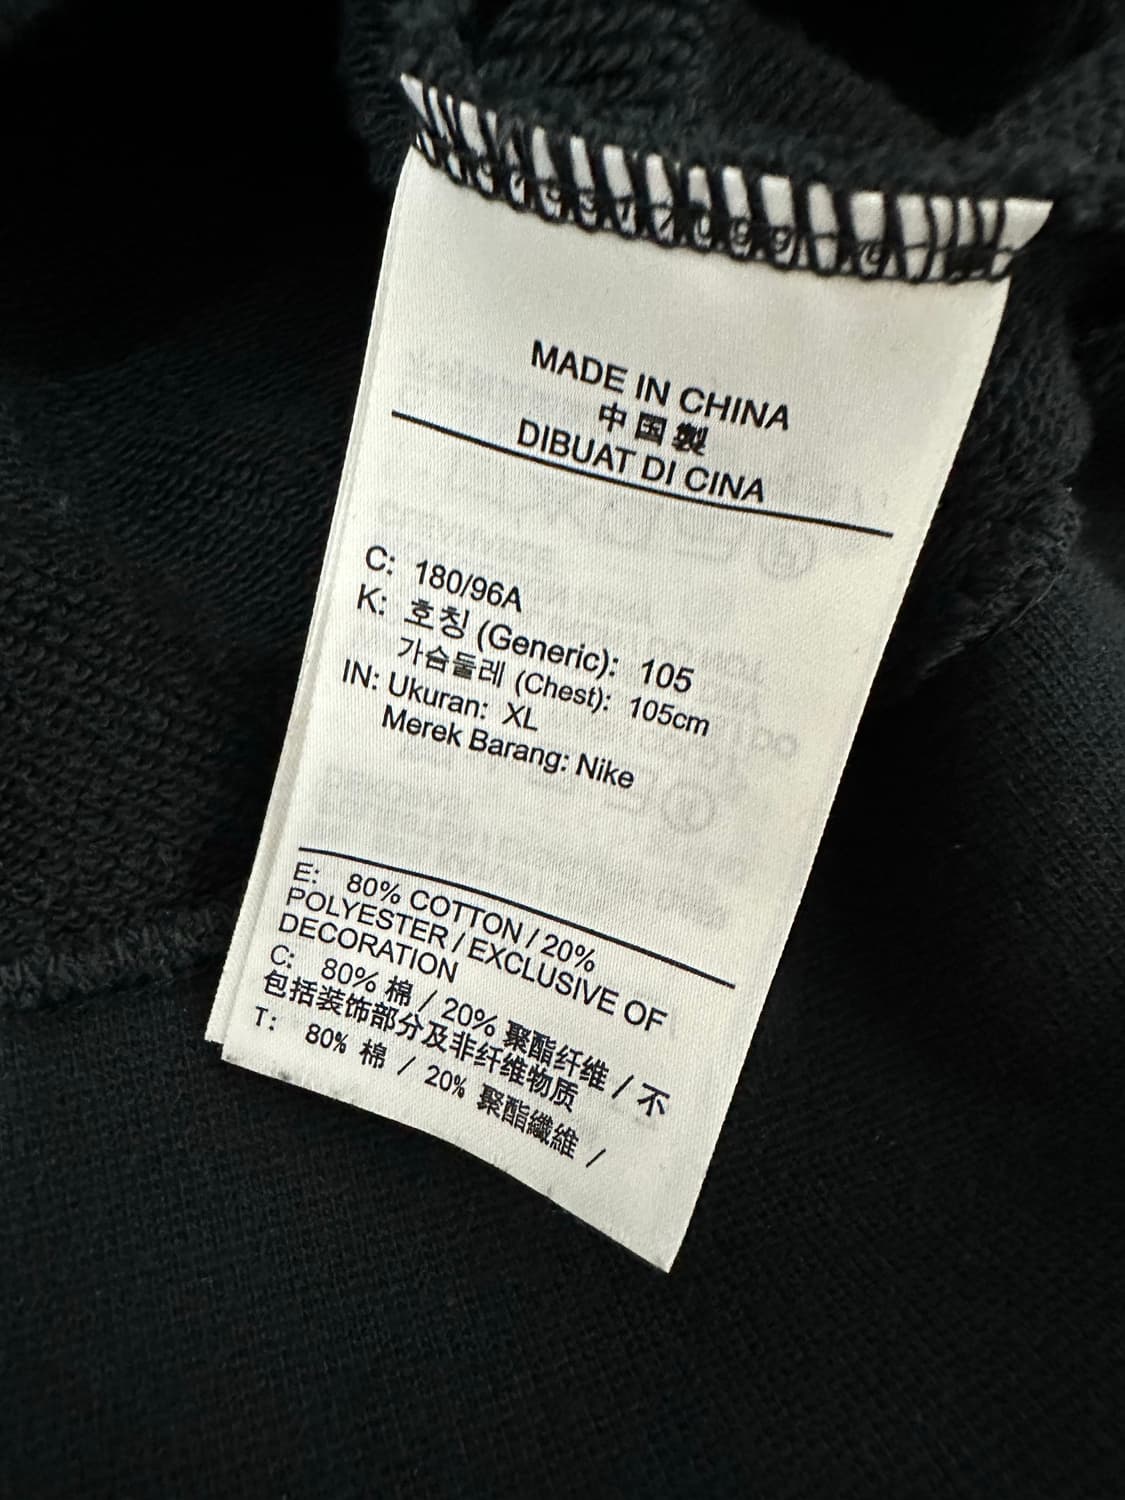 MADE IN CHINA
中国製
DIBUAT DI CINA
C: 180/96A
K: 호칭 (Generic): 105
가슴둘레 (Chest): 105cm
IN: Ukuran: XL
Merek Barang: Nike
E: 80% COTTON / 20%
POLYESTER / EXCLUSIVE OF
DECORATION
C: 80% 棉 / 20% 聚酯纤维 / 不
包括装饰部分及非纤维物质
T: 80% 棉 / 20% 聚酯纖維 /